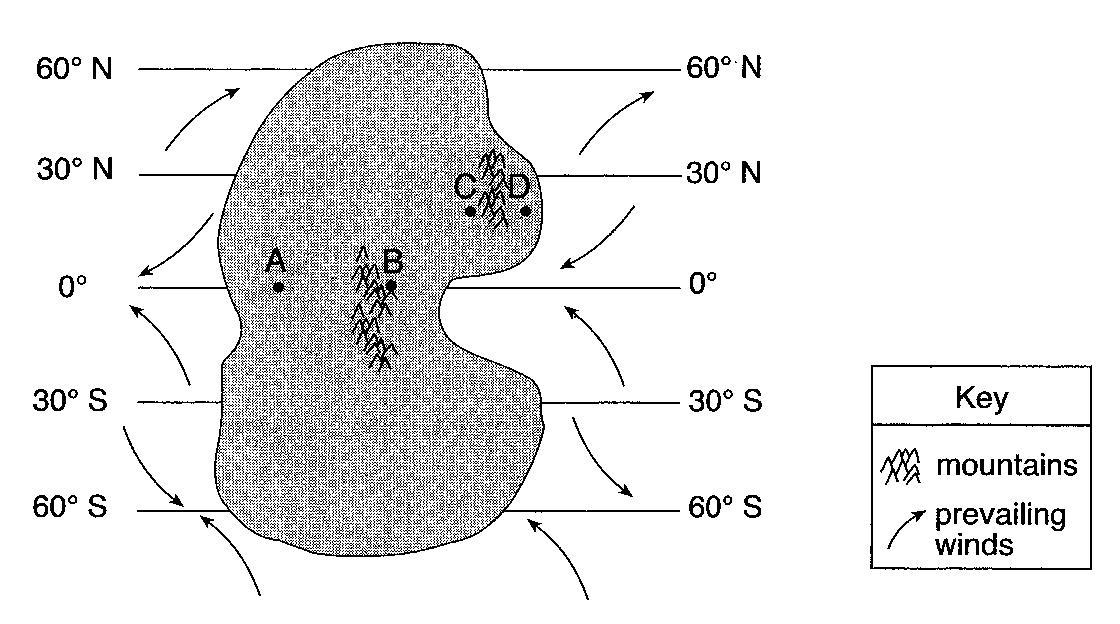 60° N 60° N
30° N 30° N
C D
A B
0° 0°
30° S 30° S
60° S 60° S
Key
mountains
prevailing
winds